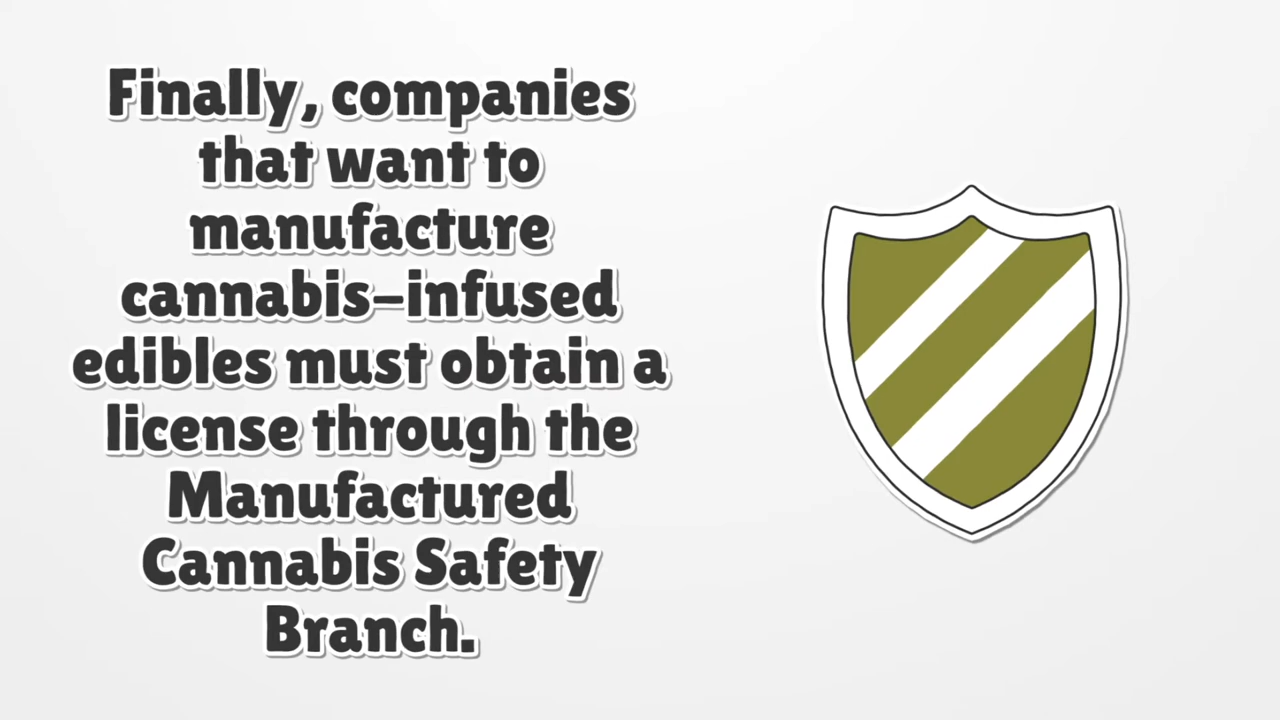 Finally, companies
that want to
manufacture
cannabis-infused
edibles must obtain a
license through the
Manufactured
Cannabis Safety
Branch.